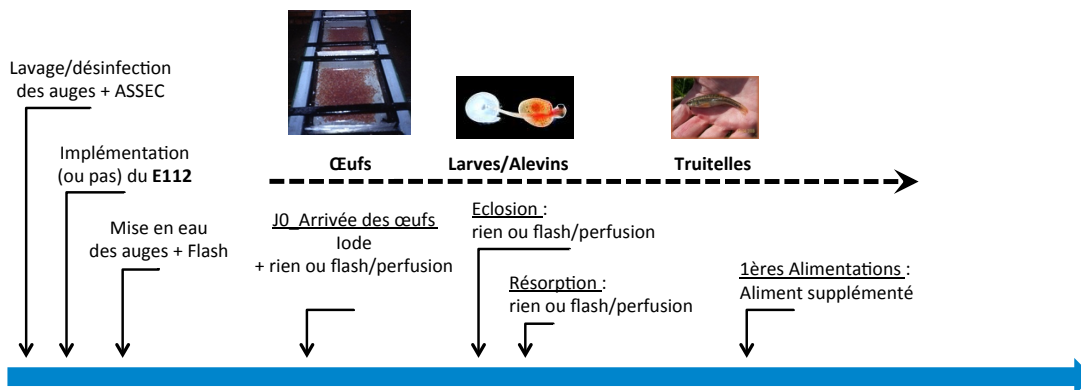 Lavage/désinfection
des auges + ASSEC
Implémentation
(ou pas) du E112
Mise en eau
des auges + Flash
Œufs
Larves/Alevins
Truitelles
J0_Arrivée des œufs
Iode
+ rien ou flash/perfusion
Eclosion :
rien ou flash/perfusion
Résorption :
rien ou flash/perfusion
1ères Alimentations :
Aliment supplémenté